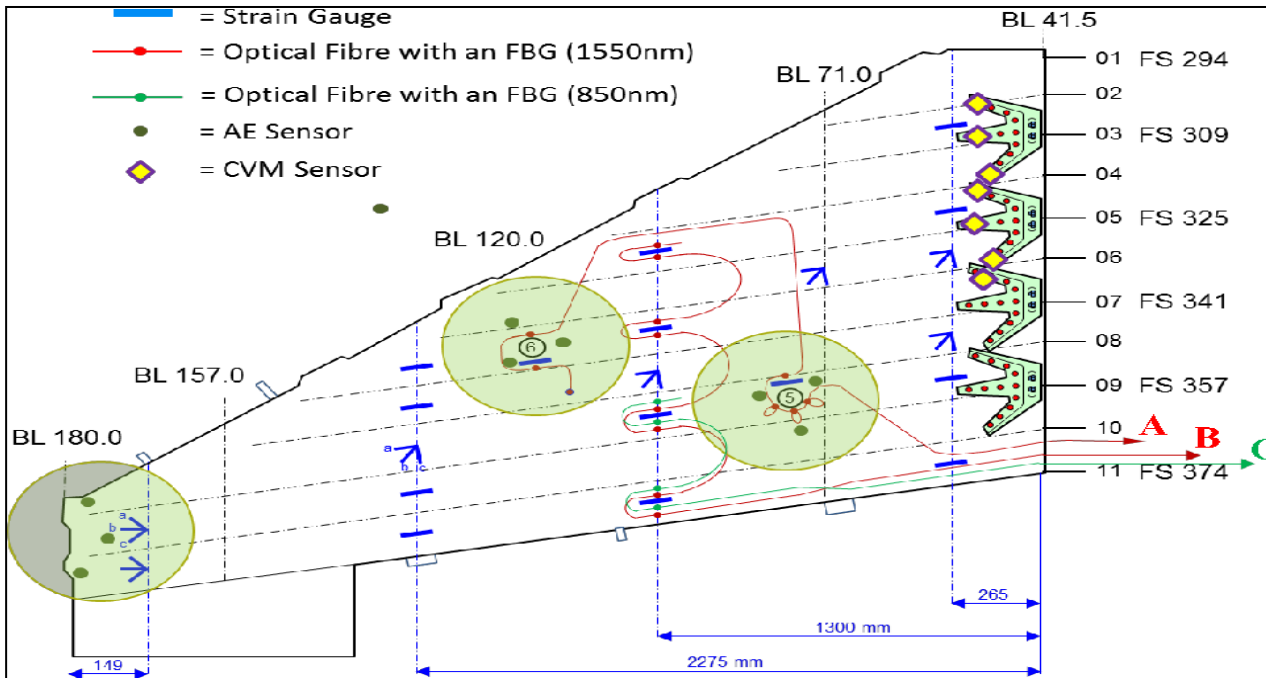 = Strain Gauge
= Optical Fibre with an FBG (1550nm)
= Optical Fibre with an FBG (850nm)
= AE Sensor
= CVM Sensor
BL 41.5
BL 71.0
BL 120.0
BL 157.0
BL 180.0
01 FS 294
02
03 FS 309
04
05 FS 325
06
07 FS 341
08
09 FS 357
10
11 FS 374
A
B
C
6
5
a
b c
a
b
c
265
1300 mm
2275 mm
149